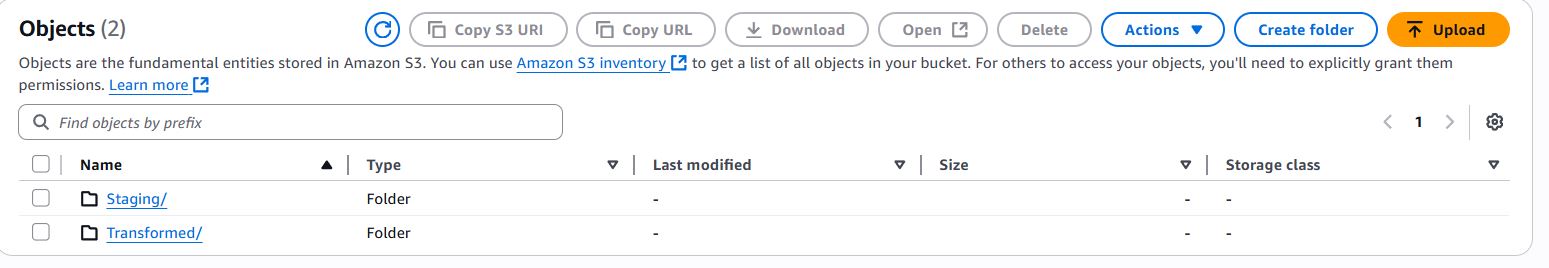 Objects (2)
Copy S3 URI
Copy URL
Download
Open
Delete
Actions
Create folder
Upload
Objects are the fundamental entities stored in Amazon S3. You can use Amazon S3 inventory to get a list of all objects in your bucket. For others to access your objects, you'll need to explicitly grant them
permissions. Learn more
Find objects by prefix
1
Name Type Last modified Size Storage class
Staging/ Folder - - -
Transformed/ Folder - - -